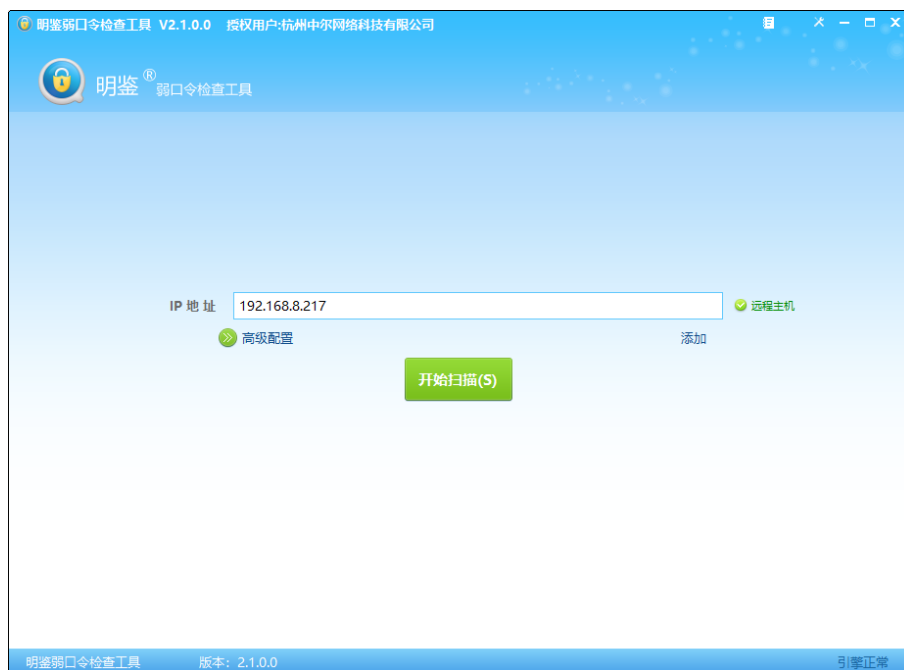 明鉴弱口令检查工具 V2.1.0.0 授权用户:杭州中尔网络科技有限公司
明鉴® 弱口令检查工具
IP 地 址 192.168.8.217 远程主机
高级配置 添加
开始扫描(S)
明鉴弱口令检查工具 版本: 2.1.0.0 引擎正常